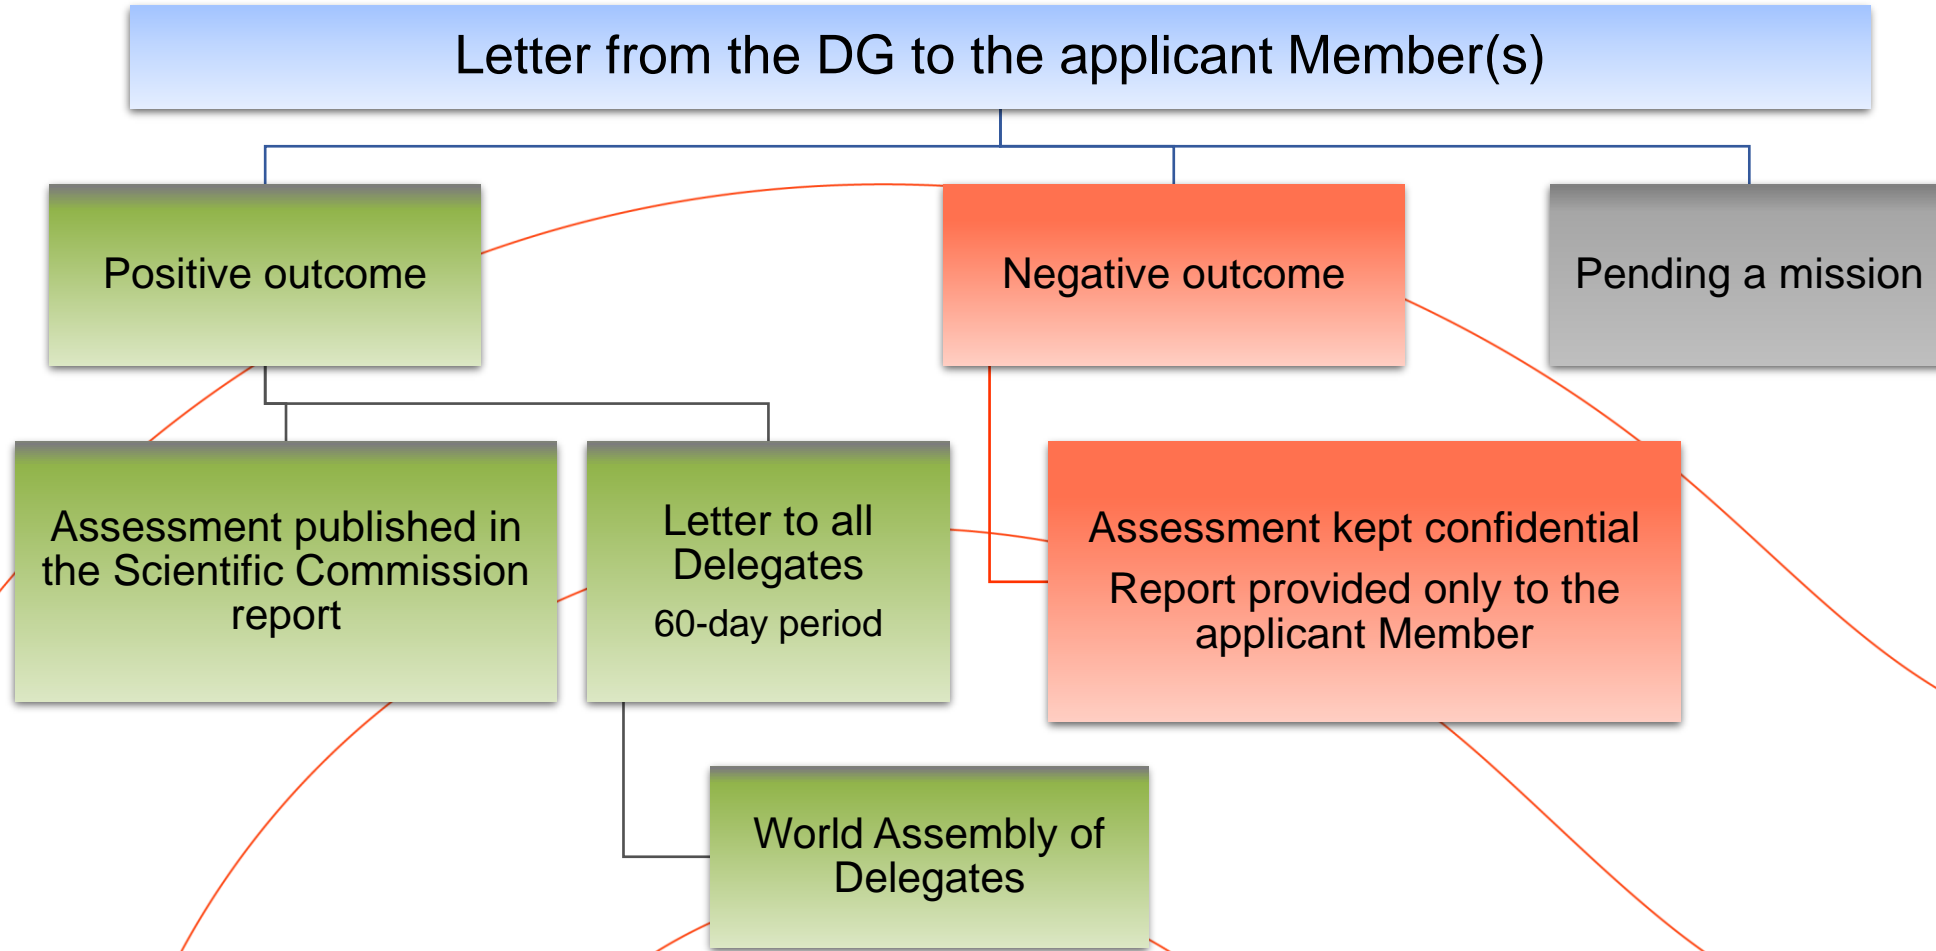 Letter from the DG to the applicant Member(s)
Positive outcome
Negative outcome
Pending a mission
Assessment published in
the Scientific Commission
report
Letter to all
Delegates
60-day period
Assessment kept confidential
Report provided only to the
applicant Member
World Assembly of
Delegates